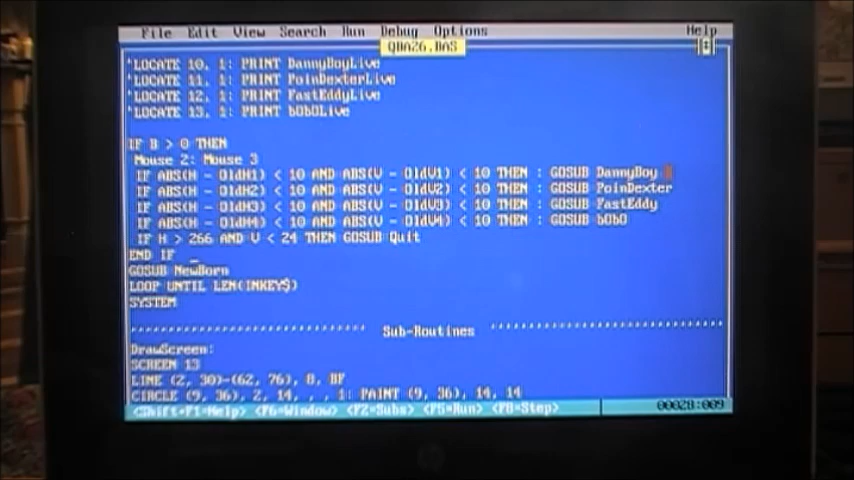 File Edit View Search Run Debug Options Help
QBA26.BAS
'LOCATE 10, 1: PRINT DannyBoyLive
'LOCATE 11, 1: PRINT PoinDexterLive
'LOCATE 12, 1: PRINT FastEddyLive
'LOCATE 13, 1: PRINT bObOLive
IF B > 0 THEN
Mouse 2: Mouse 3
IF ABS(H - OldH1) < 10 AND ABS(V - OldV1) < 10 THEN : GOSUB DannyBoy
IF ABS(H - OldH2) < 10 AND ABS(V - OldV2) < 10 THEN : GOSUB PoinDexter
IF ABS(H - OldH3) < 10 AND ABS(V - OldV3) < 10 THEN : GOSUB FastEddy
IF ABS(H - OldH4) < 10 AND ABS(V - OldV4) < 10 THEN : GOSUB bObO
IF H > 266 AND V < 24 THEN GOSUB Quit
END IF _
GOSUB NewBorn
LOOP UNTIL LEN(INKEY$)
SYSTEM
'''''''''''''''''''''''''''''' Sub-Routines ''''''''''''''''''''''''''''''
DrawScreen:
SCREEN 13
LINE (2, 30)-(62, 76), 8, BF
CIRCLE (9, 36), 2, 14, , , 1: PAINT (9, 36), 14, 14
<Shift+F1=Help> <F6=Window> <F2=Subs> <F5=Run> <F8=Step> 00028:009